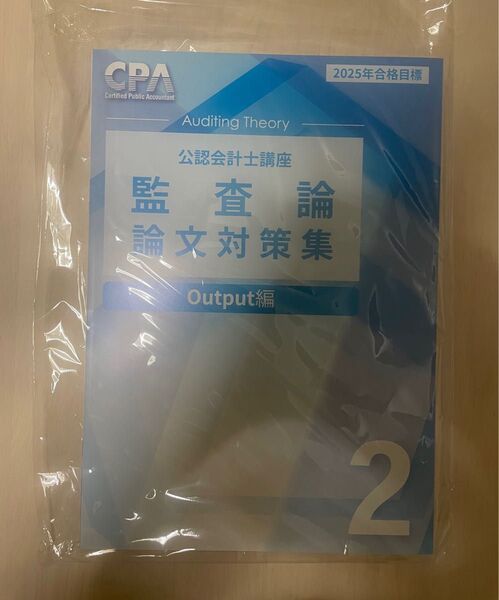 CPA
Certified Public Accountant
2025年合格目標
Auditing Theory
公認会計士講座
監査論
論文対策集
Output編
2